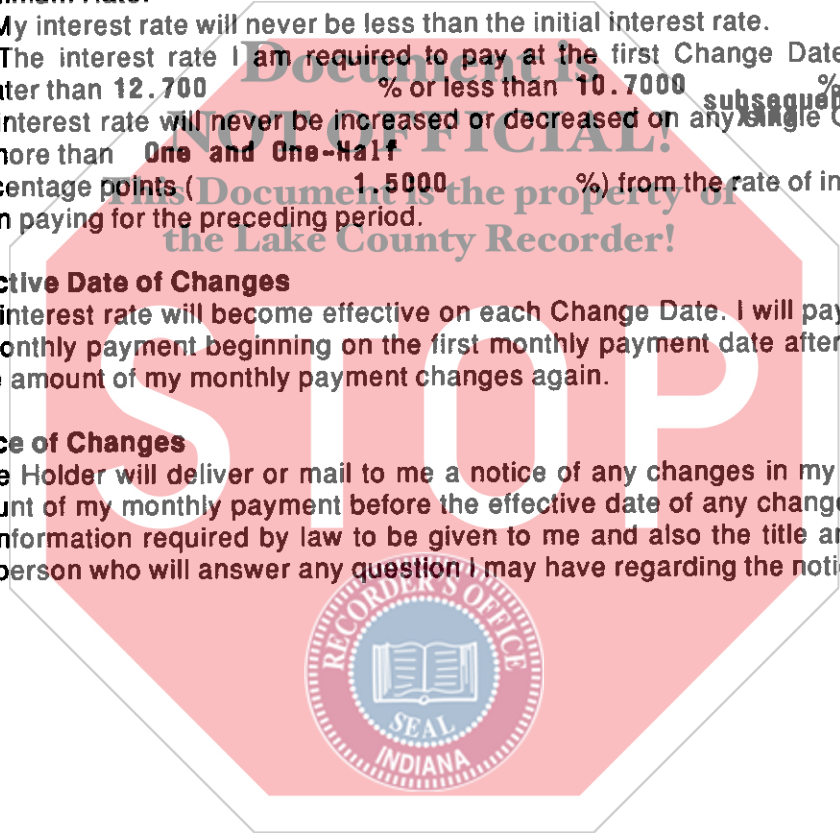 My interest rate will never be less than the initial interest rate.
The interest rate I am required to pay at the first Change Date
ater than 12.700 % or less than 10.7000 %
subsequen
interest rate will never be increased or decreased on any single C
more than One and One-Half
centage points ( 1.5000 %) from the rate of in
n paying for the preceding period.
ctive Date of Changes
interest rate will become effective on each Change Date. I will pay
onthly payment beginning on the first monthly payment date after
e amount of my monthly payment changes again.
ce of Changes
e Holder will deliver or mail to me a notice of any changes in my
unt of my monthly payment before the effective date of any change
nformation required by law to be given to me and also the title an
person who will answer any question I may have regarding the noti
Document is
NOT OFFICIAL!
This Document is the property of
the Lake County Recorder!
STOP
RECORDER'S OFFICE
SEAL
INDIANA